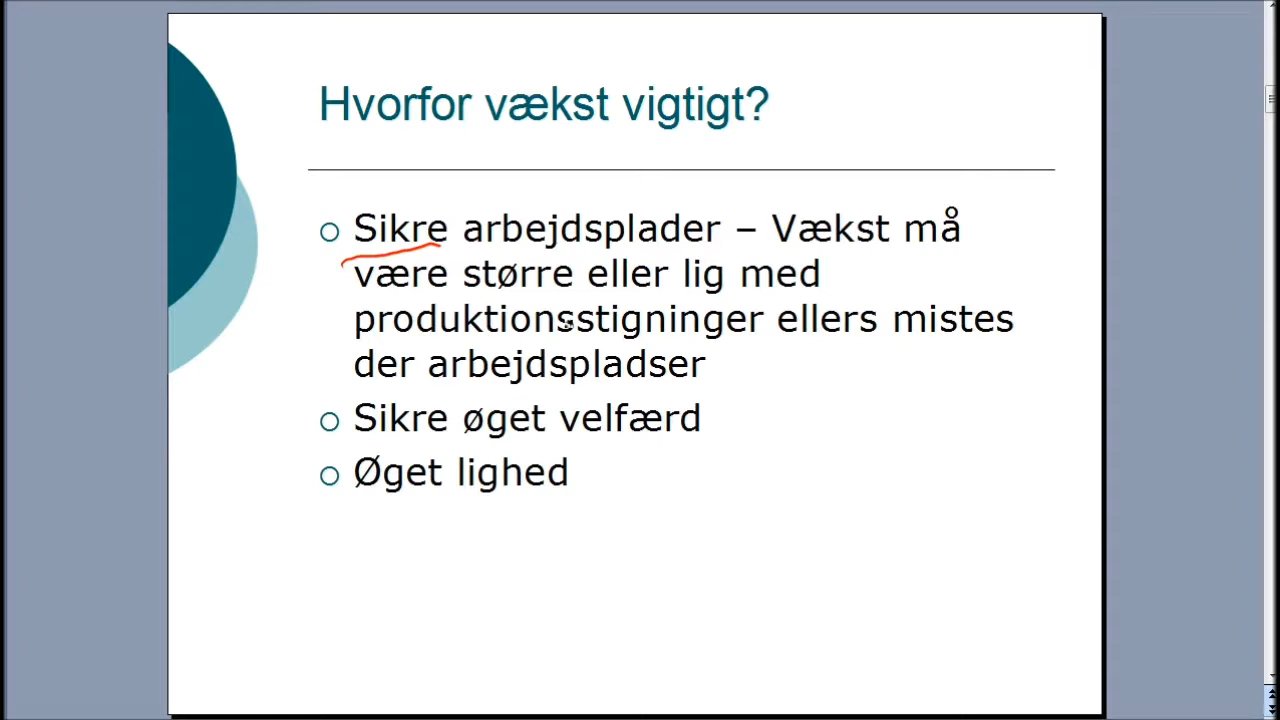 Hvorfor vækst vigtigt?
Sikre arbejdsplader – Vækst må
være større eller lig med
produktionsstigninger ellers mistes
der arbejdspladser
Sikre øget velfærd
Øget lighed